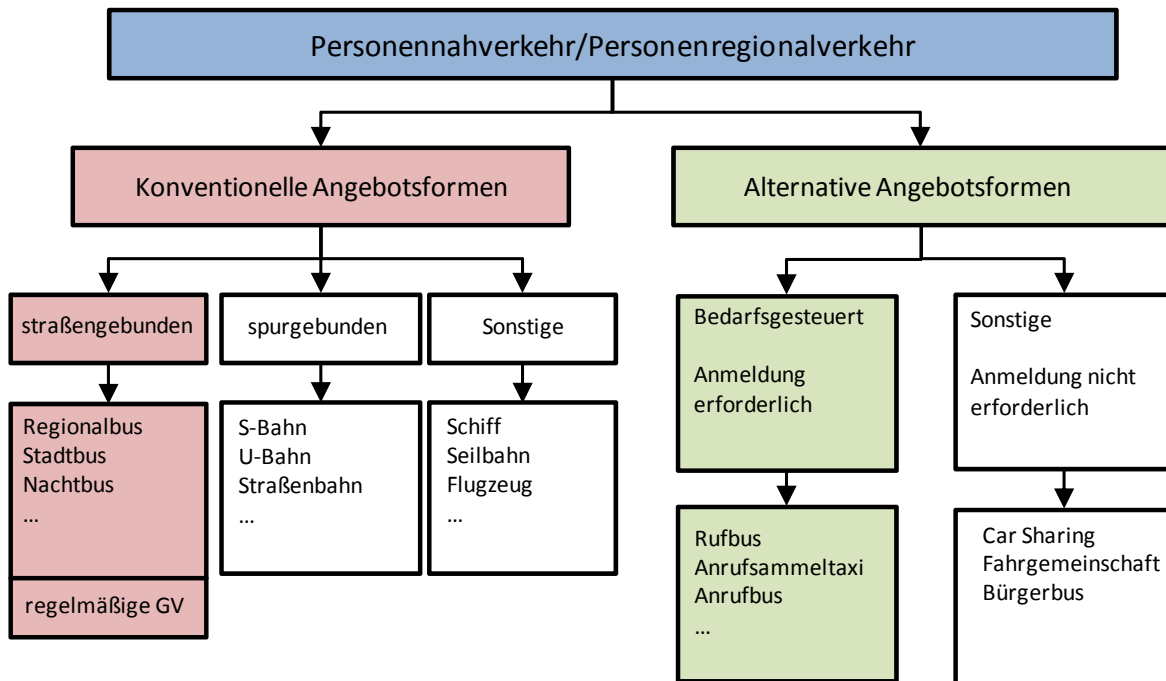 Personennahverkehr/Personenregionalverkehr
Konventionelle Angebotsformen
Alternative Angebotsformen
straßengebunden
spurgebunden
Sonstige
Bedarfsgesteuert
Anmeldung
erforderlich
Sonstige
Anmeldung nicht
erforderlich
Regionalbus
Stadtbus
Nachtbus
...
regelmäßige GV
S-Bahn
U-Bahn
Straßenbahn
...
Schiff
Seilbahn
Flugzeug
...
Rufbus
Anrufsammeltaxi
Anrufbus
...
Car Sharing
Fahrgemeinschaft
Bürgerbus